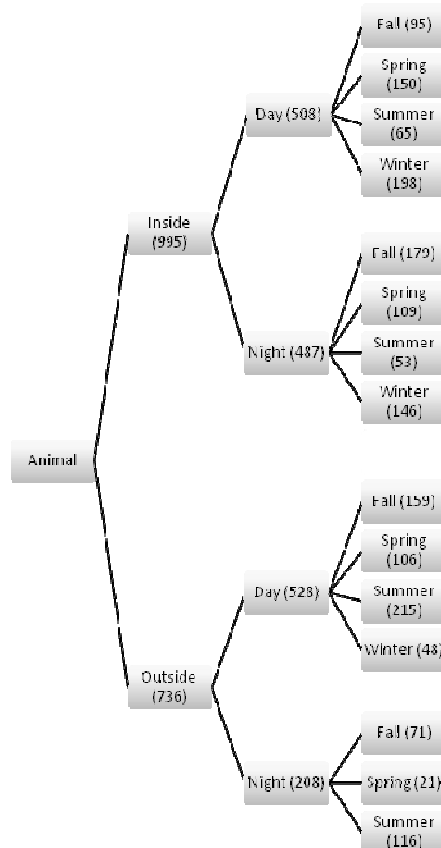 Fall (95)
Spring
(150)
Day (508)
Summer
(65)
Winter
(198)
Inside
(995)
Fall (179)
Spring
(109)
Night (487)
Summer
(53)
Winter
(146)
Animal
Fall (159)
Spring
(106)
Day (528)
Summer
(215)
Winter (48)
Outside
(736)
Fall (71)
Night (208)
Spring (21)
Summer
(116)